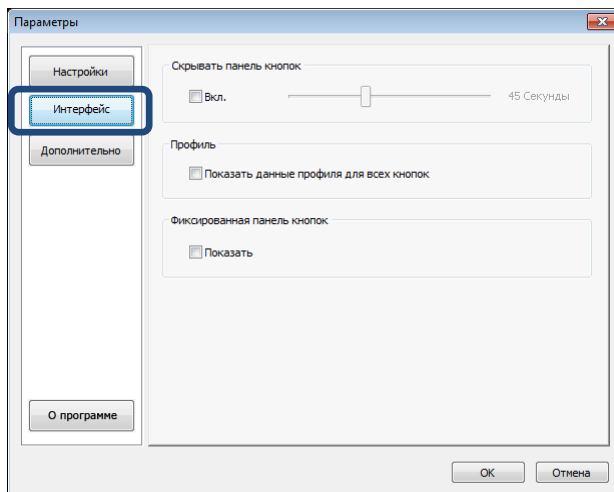 Параметры
Настройки
Интерфейс
Дополнительно
О программе
Скрывать панель кнопок
Вкл.
45 Секунды
Профиль
Показать данные профиля для всех кнопок
Фиксированная панель кнопок
Показать
ОК
Отмена